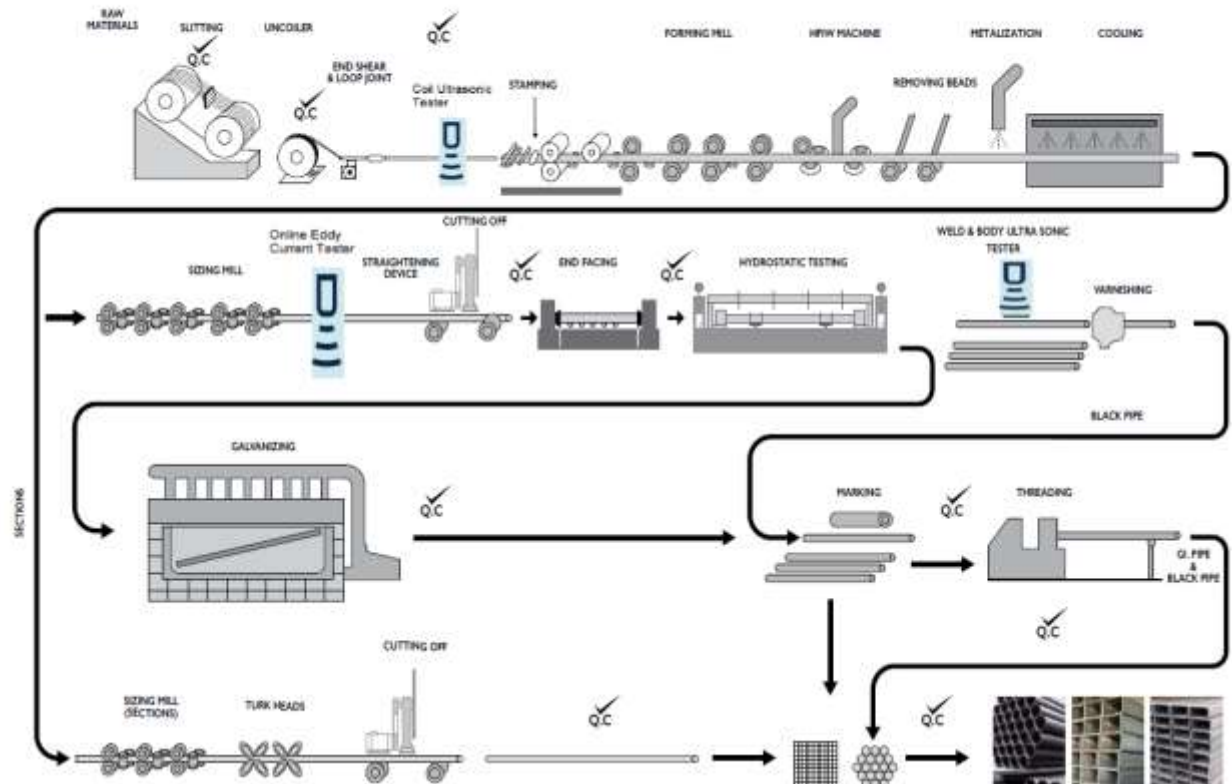 RAW
MATERIALS
SLITTING
Q.C
UNCOILER
END SHEAR
& LOOP JOINT
Q.C
Q.C
Coil Ultrasonic
Tester
STAMPING
FORMING MILL
HFIW MACHINE
REMOVING BEADS
METALIZATION
COOLING
SIZING MILL
Online Eddy
Current Tester
STRAIGHTENING
DEVICE
CUTTING OFF
Q.C
END FACING
Q.C
HYDROSTATIC TESTING
WELD & BODY ULTRA SONIC
TESTER
VARNISHING
BLACK PIPE
SECTIONS
GALVANIZING
Q.C
MARKING
Q.C
THREADING
GI. PIPE
&
BLACK PIPE
Q.C
SIZING MILL
(SECTIONS)
TURK HEADS
CUTTING OFF
Q.C
Q.C